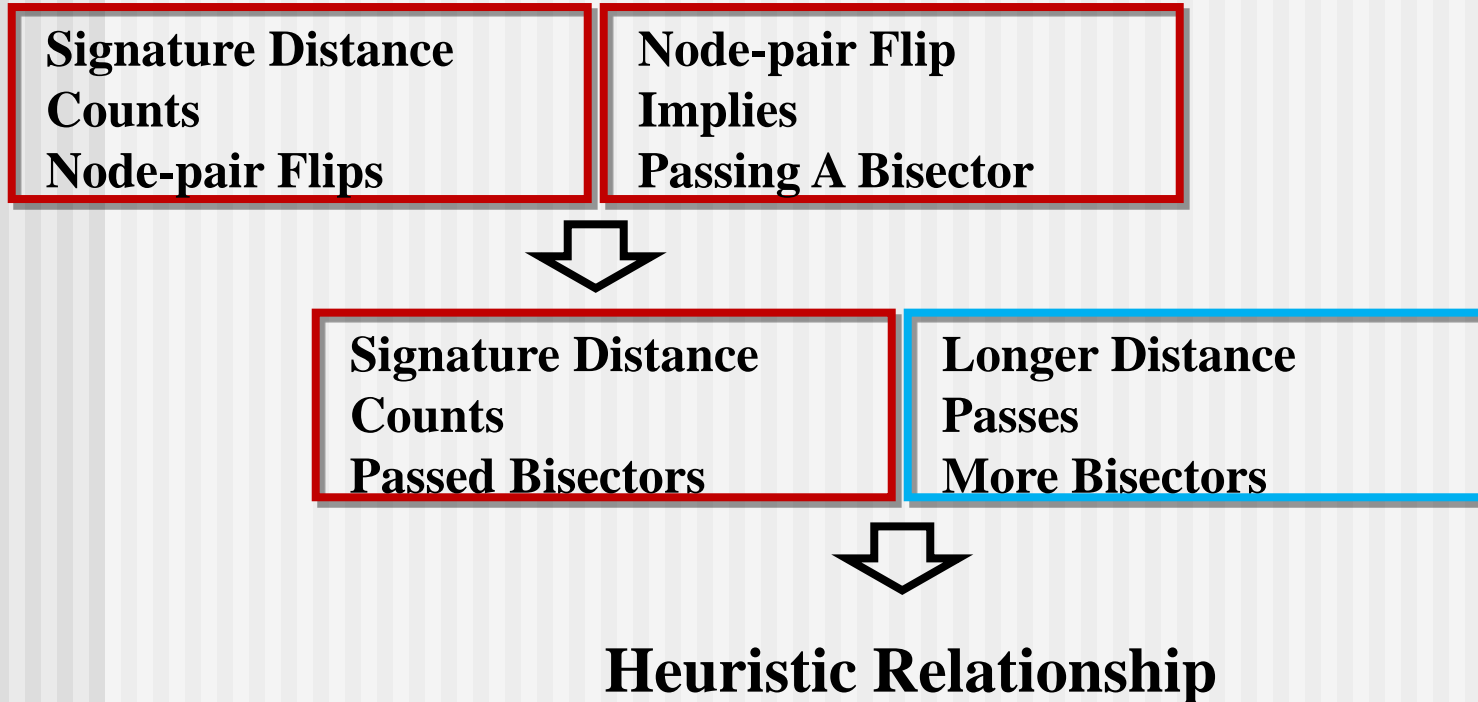 Signature Distance
Counts
Node-pair Flips
Node-pair Flip
Implies
Passing A Bisector
Signature Distance
Counts
Passed Bisectors
Longer Distance
Passes
More Bisectors
Heuristic Relationship